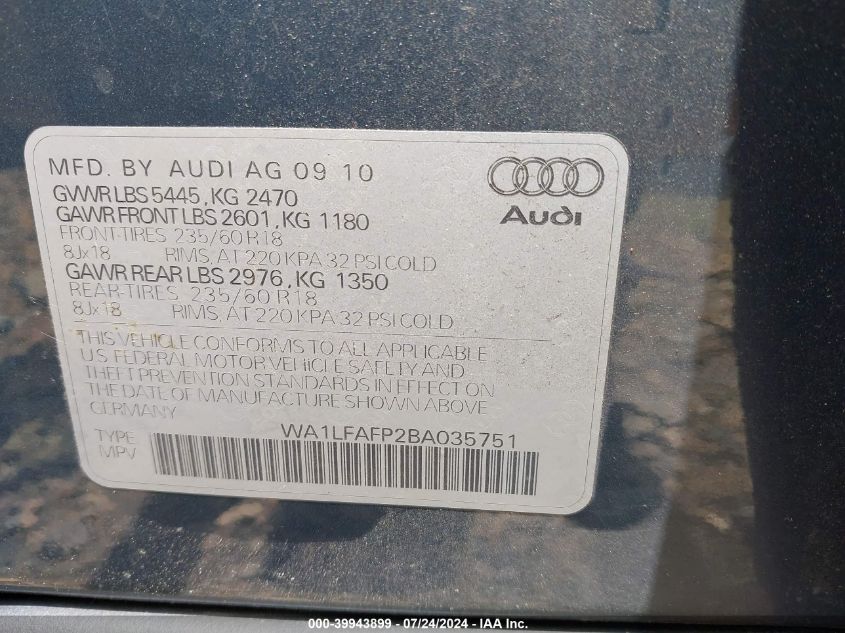 MFD. BY AUDI AG 09 10
GVWR LBS 5445, KG 2470
GAWR FRONT LBS 2601, KG 1180
FRONT-TIRES 235/60 R18
8Jx18 RIMS, AT 220 KPA 32 PSI COLD
GAWR REAR LBS 2976, KG 1350
REAR-TIRES 235/60 R18
8Jx18 RIMS, AT 220 KPA 32 PSI COLD
Audi
THIS VEHICLE CONFORMS TO ALL APPLICABLE
U.S. FEDERAL MOTOR VEHICLE SAFETY AND
THEFT PREVENTION STANDARDS IN EFFECT ON
THE DATE OF MANUFACTURE SHOWN ABOVE
GERMANY
WA1LFAFP2BA035751
TYPE
MPV
000-39943899 - 07/24/2024 - IAA Inc.